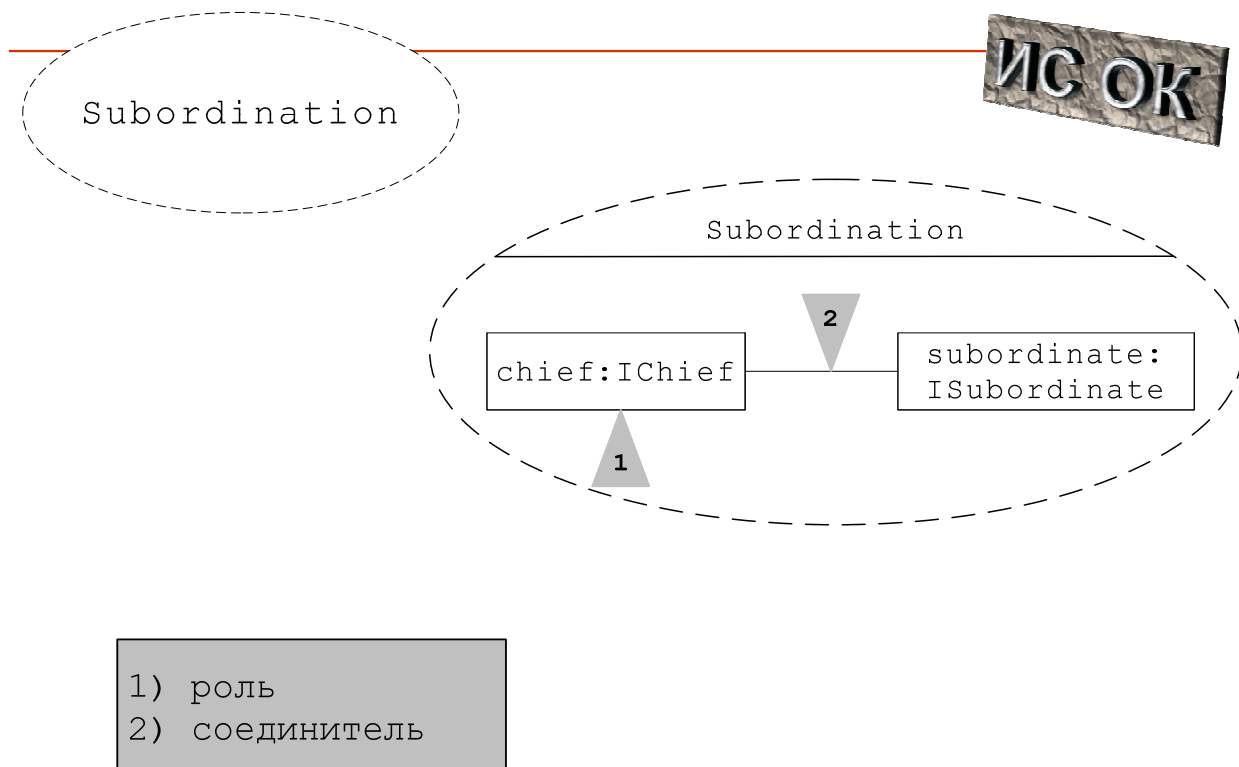 Subordination
ИС ОК
Subordination
2
chief:IChief
subordinate:
ISubordinate
1
1) роль
2) соединитель